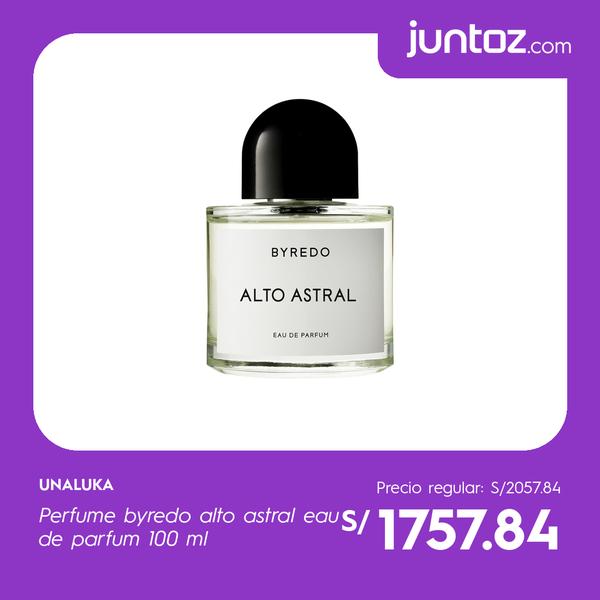 juntoz.com
BYREDO
ALTO ASTRAL
EAU DE PARFUM
UNALUKA
Perfume byredo alto astral eau
de parfum 100 ml
Precio regular: S/2057.84
S/ 1757.84